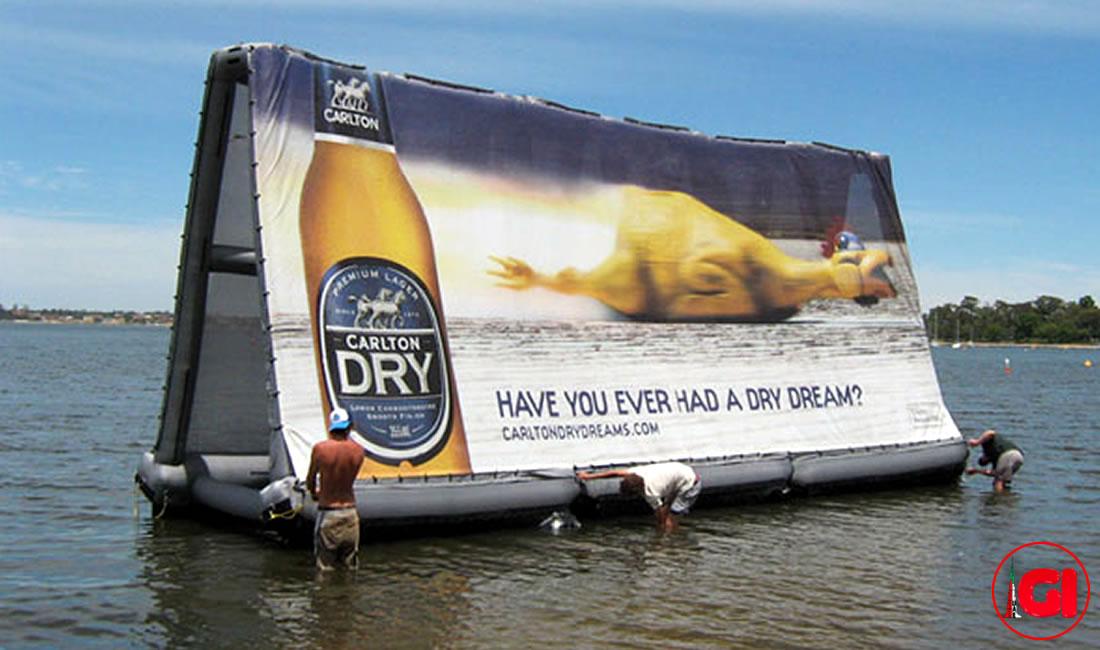 CARLTON
PREMIUM LAGER
CARLTON
DRY
HAVE YOU EVER HAD A DRY DREAM?
CARLTONDRYDREAMS.COM
GI